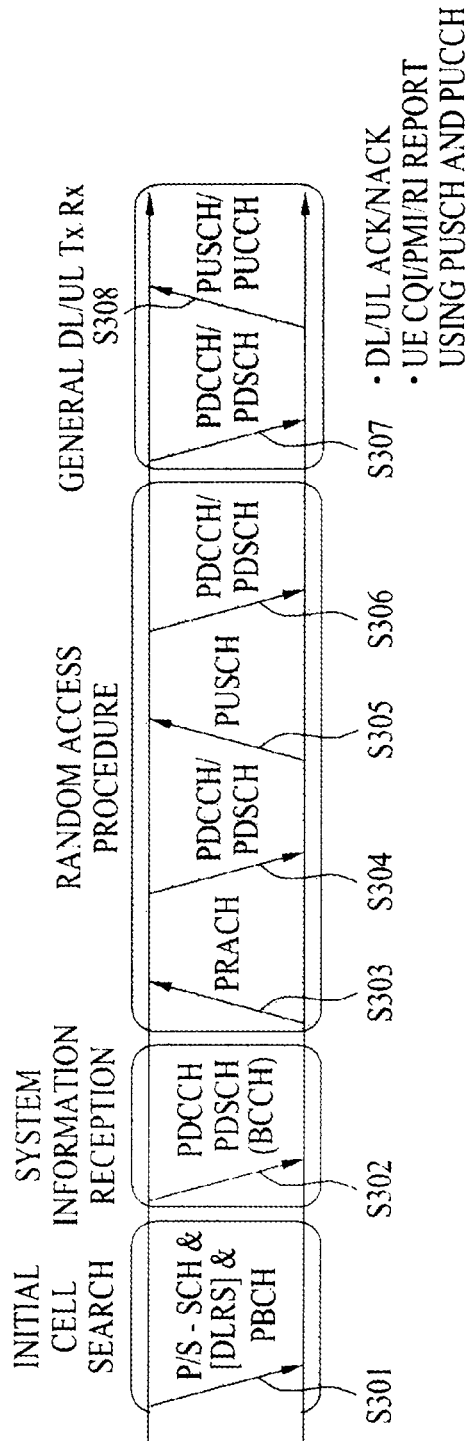 INITIAL
CELL
SEARCH
P/S - SCH &
[DLRS] &
PBCH
S301
SYSTEM
INFORMATION
RECEPTION
PDCCH
PDSCH
(BCCH)
S302
RANDOM ACCESS
PROCEDURE
PRACH
S303
PDCCH/
PDSCH
S304
PUSCH
S305
PDCCH/
PDSCH
S306
GENERAL DL/UL Tx Rx
S308
PDCCH/
PDSCH
S307
PUSCH/
PUCCH
• DL/UL ACK/NACK
• UE CQI/PMI/RI REPORT
USING PUSCH AND PUCCH